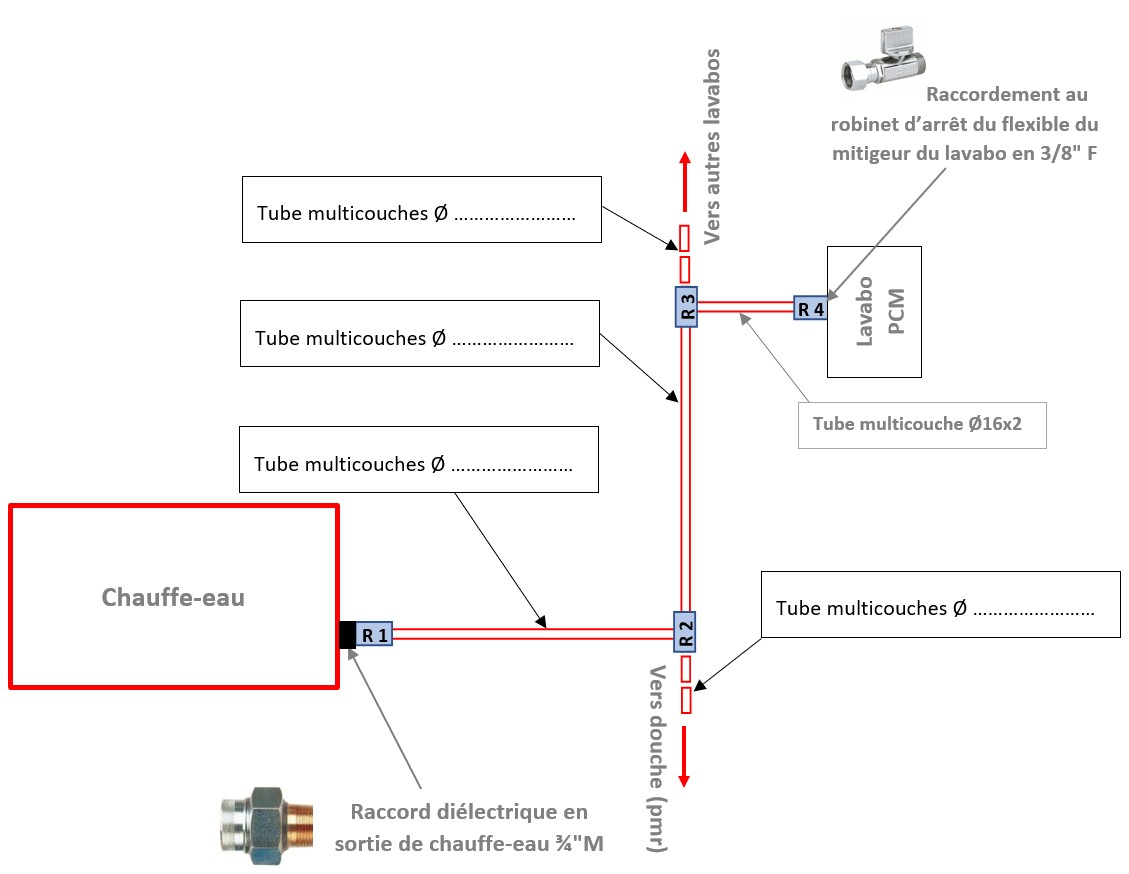 Vers autres lavabos
Raccordement au
robinet d’arrêt du flexible du
mitigeur du lavabo en 3/8" F
Tube multicouches Ø ……………………
Tube multicouches Ø ……………………
R 3
R 4
Lavabo
PCM
Tube multicouche Ø16x2
Tube multicouches Ø ……………………
Chauffe-eau
R 1
R 2
Tube multicouches Ø ……………………
Vers douche (pmr)
Raccord diélectrique en
sortie de chauffe-eau ¾"M